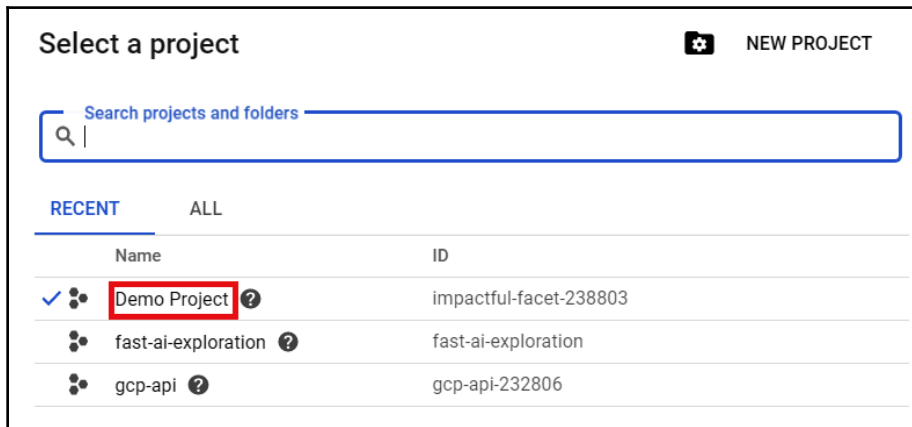 Select a project NEW PROJECT
Search projects and folders
RECENT ALL
Name ID
Demo Project impactful-facet-238803
fast-ai-exploration fast-ai-exploration
gcp-api gcp-api-232806